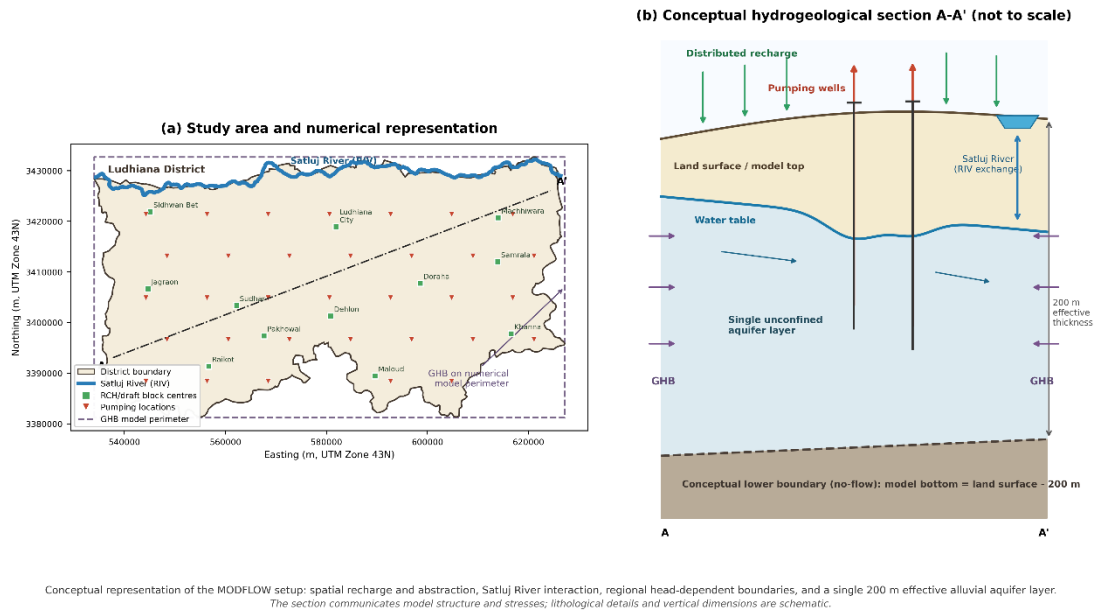 (b) Conceptual hydrogeological section A-A' (not to scale)
(a) Study area and numerical representation
Northing (m, UTM Zone 43N)
3430000
3420000
3410000
3400000
3390000
3380000
540000
560000
580000
600000
620000
Easting (m, UTM Zone 43N)
Ludhiana District
Satluj River (RIV)
A'
Sidhwan Bet
Ludhiana
City
Machhiwara
Samrala
Doraha
Jagraon
Sudhar
Dehlon
Pakhowal
Khanna
Raikot
Maloud
A
GHB on numerical
model perimeter
District boundary
Satluj River (RIV)
RCH/draft block centres
Pumping locations
GHB model perimeter
Distributed recharge
Pumping wells
Land surface / model top
Satluj River
(RIV exchange)
Water table
Single unconfined
aquifer layer
200 m
effective
thickness
GHB
GHB
Conceptual lower boundary (no-flow): model bottom = land surface - 200 m
A
A'
Conceptual representation of the MODFLOW setup: spatial recharge and abstraction, Satluj River interaction, regional head-dependent boundaries, and a single 200 m effective alluvial aquifer layer.
The section communicates model structure and stresses; lithological details and vertical dimensions are schematic.